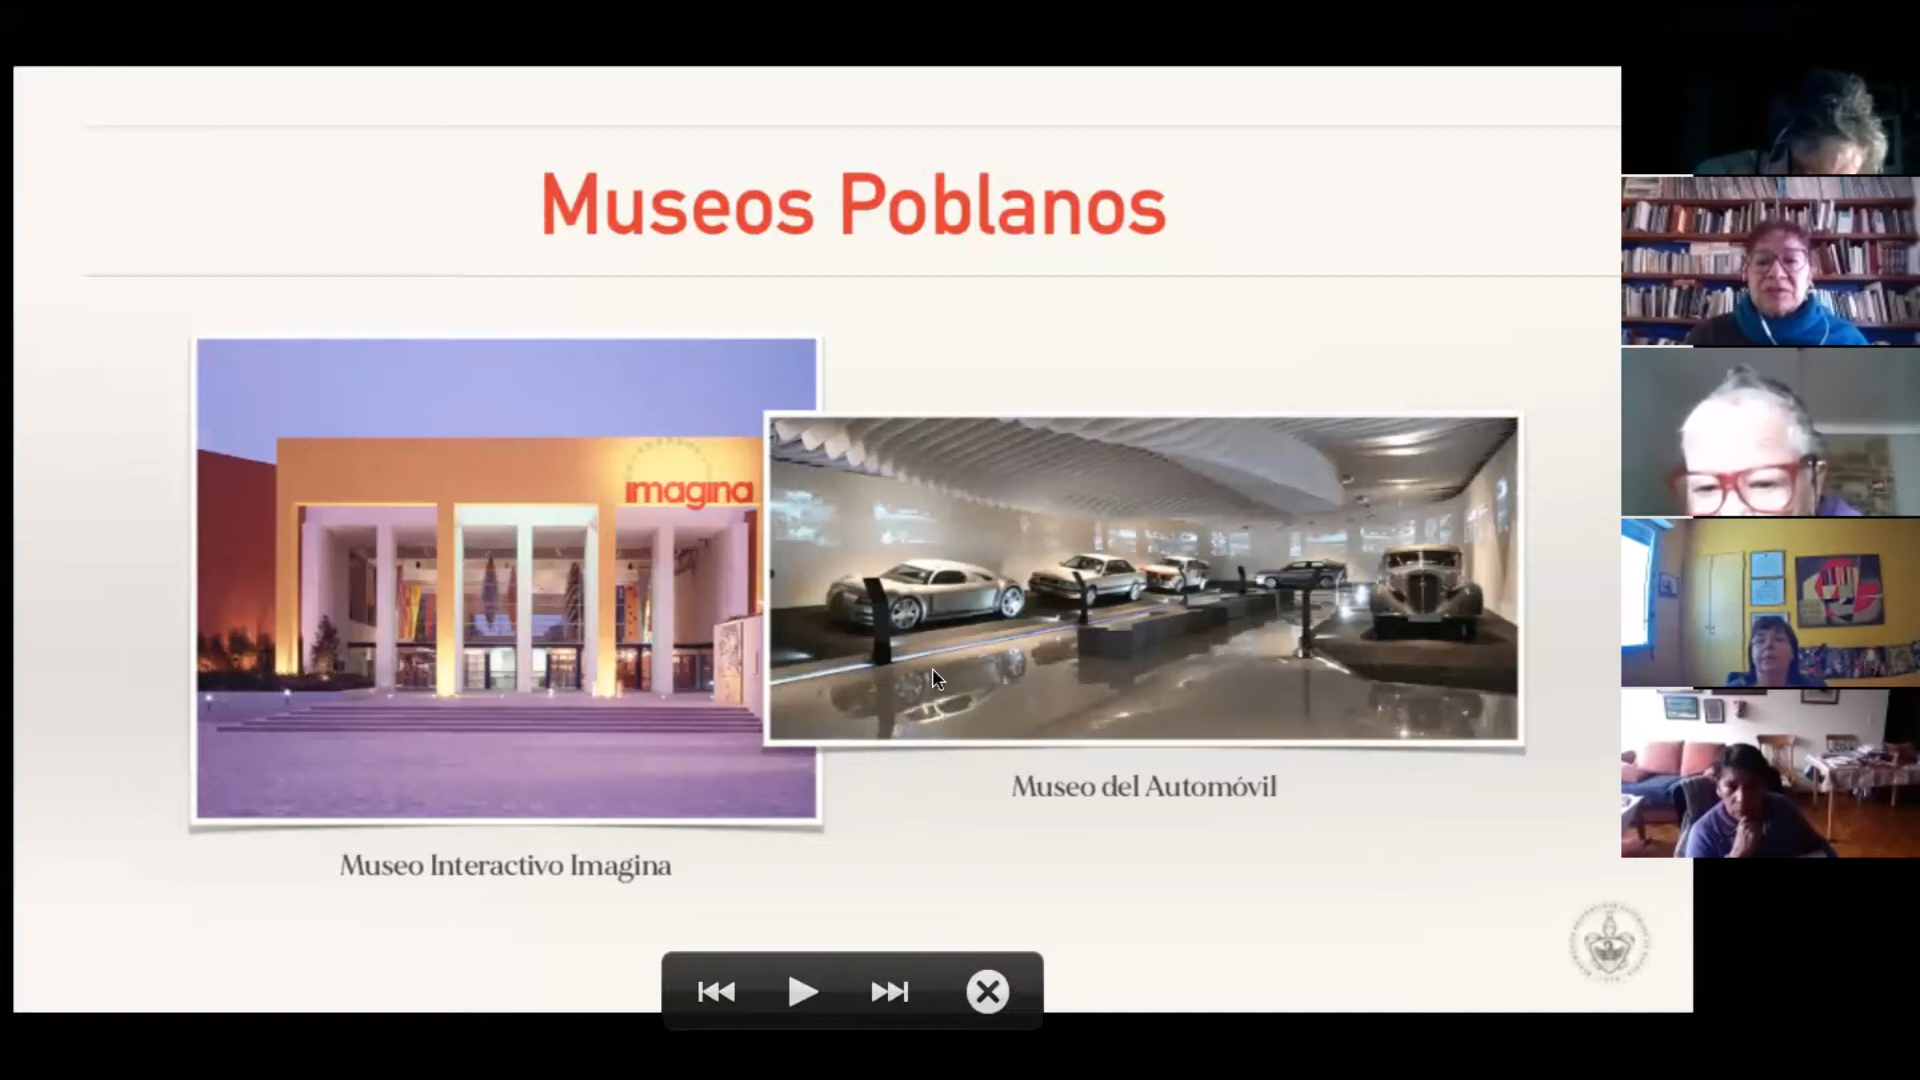 Museos Poblanos
imagina
Museo del Automóvil
Museo Interactivo Imagina